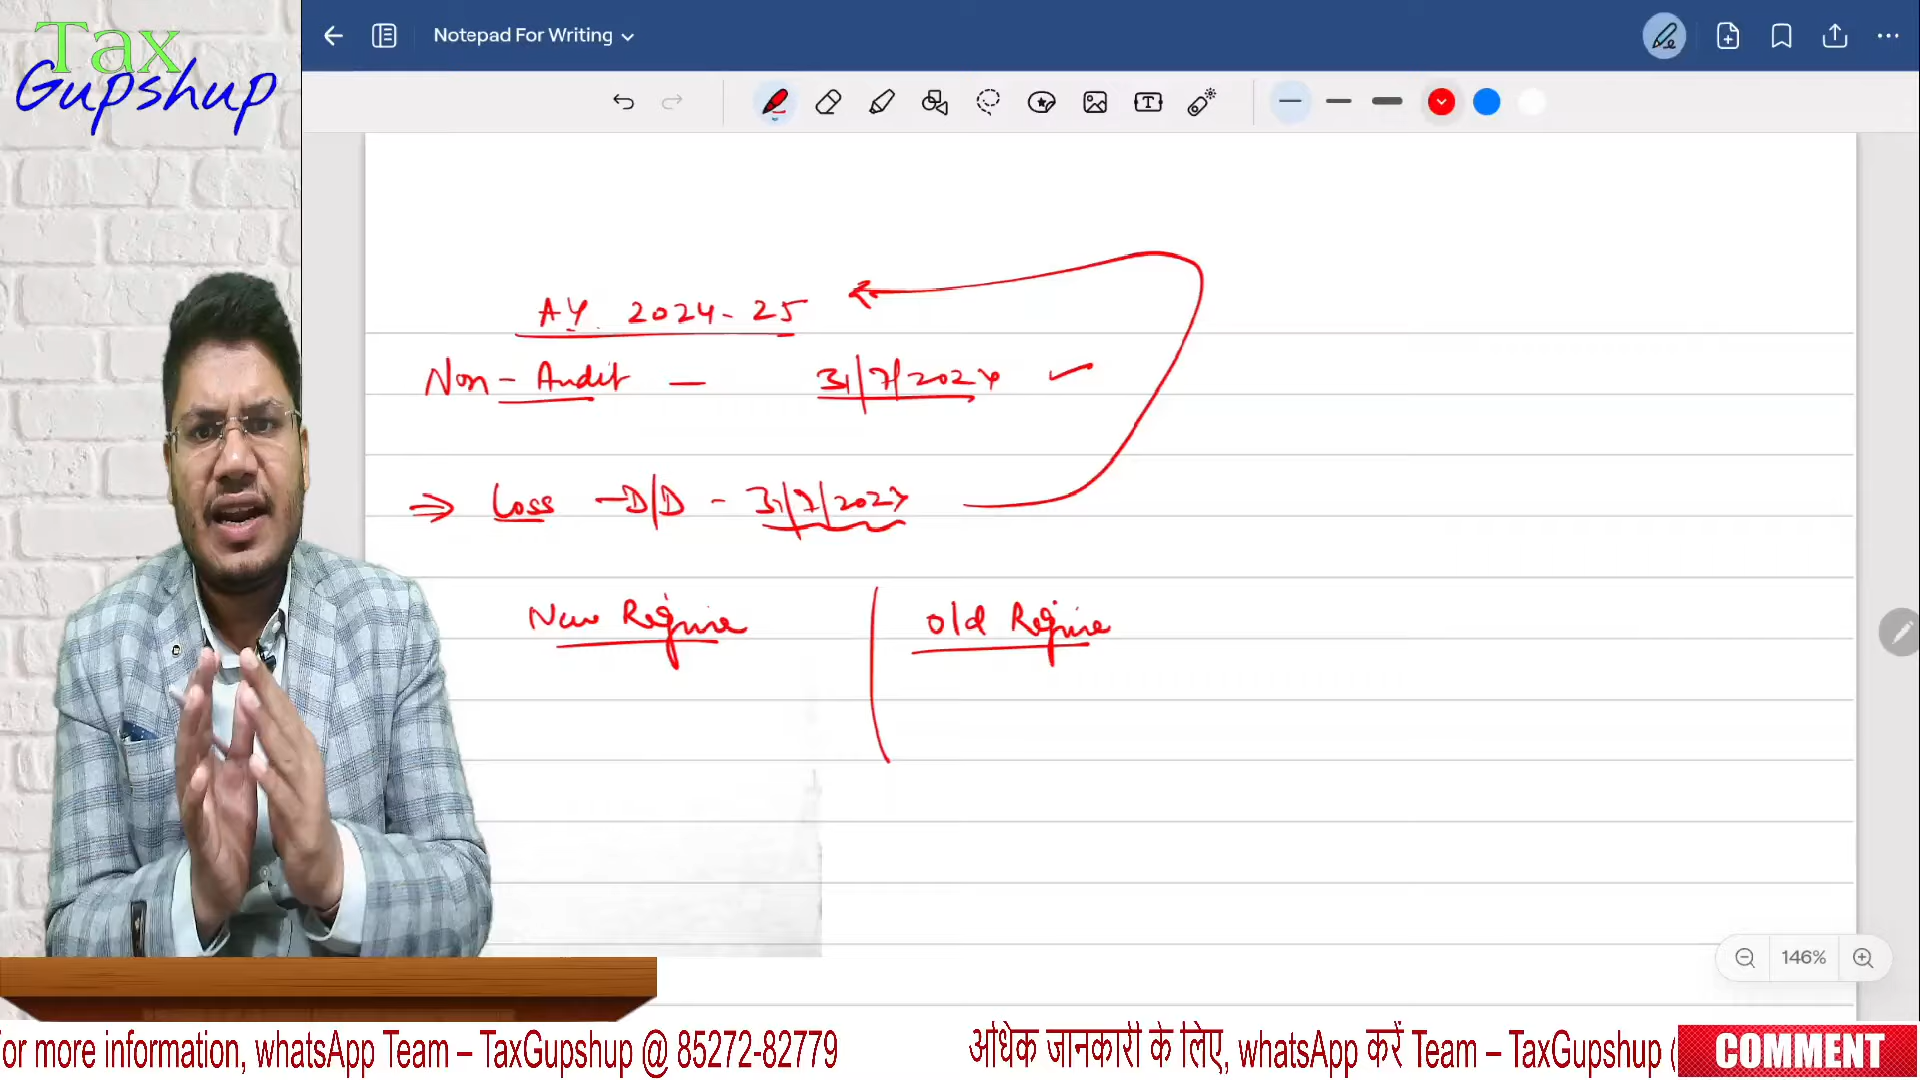 Tax
Gupshup
Notepad For Writing
A.Y. 2024-25
Non-Audit — 31/7/2024
⇒ Loss - D/D - 31/7/2024
New Regime
Old Regime
146%
or more information, whatsApp Team – TaxGupshup @ 85272-82779
अधिक जानकारी के लिए, whatsApp करें Team – TaxGupshup (
COMMENT